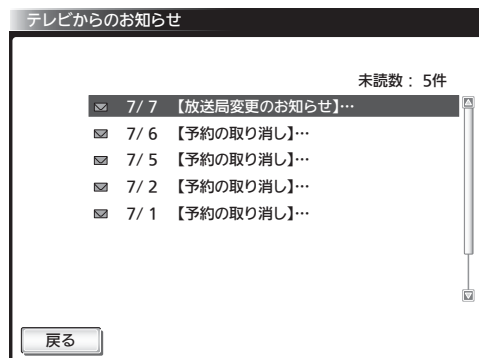 テレビからのお知らせ
未読数： 5件
7/ 7 【放送局変更のお知らせ】…
7/ 6 【予約の取り消し】…
7/ 5 【予約の取り消し】…
7/ 2 【予約の取り消し】…
7/ 1 【予約の取り消し】…
戻る